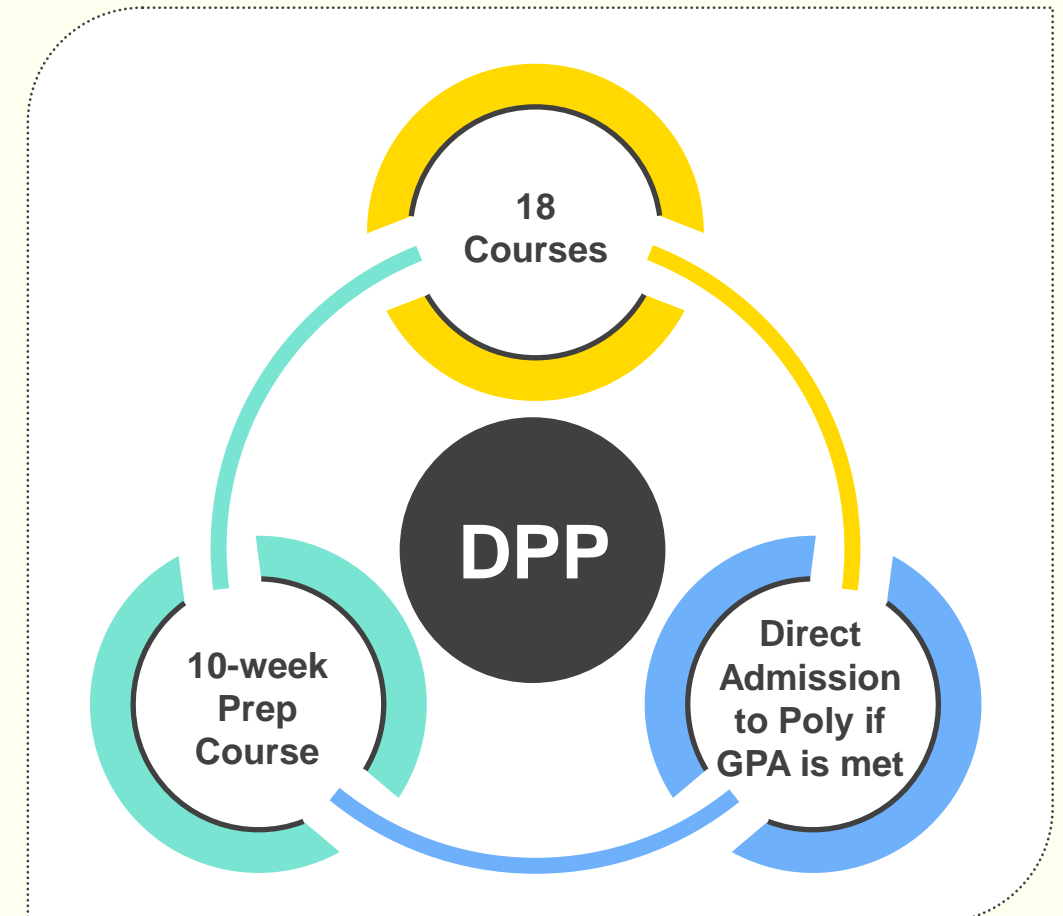 18
Courses
DPP
10-week
Prep
Course
Direct
Admission
to Poly if
GPA is met